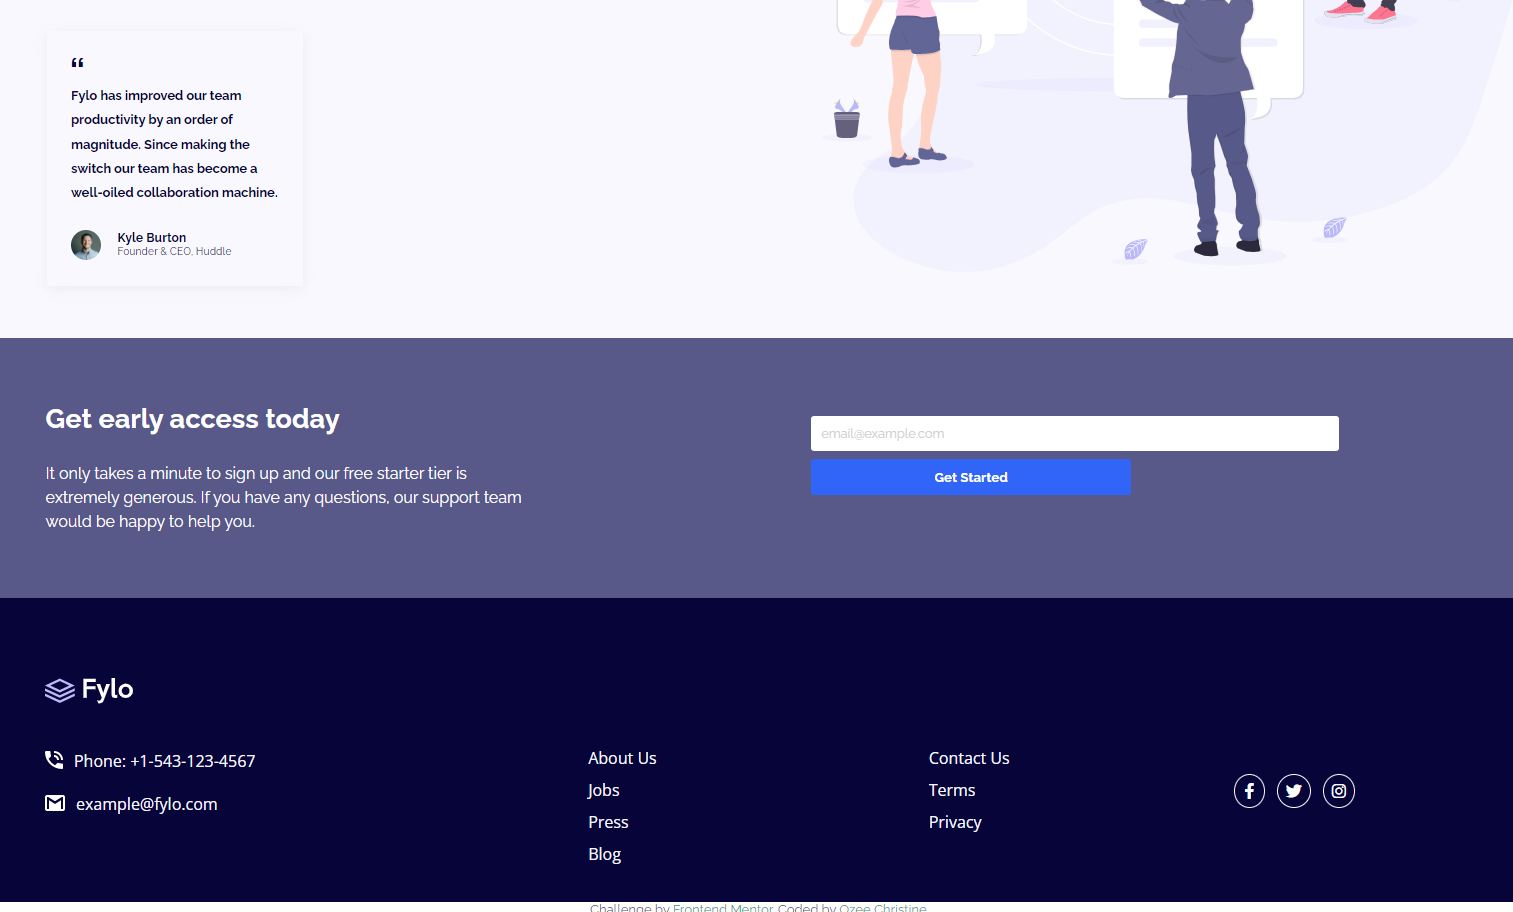 “
Fylo has improved our team
productivity by an order of
magnitude. Since making the
switch our team has become a
well-oiled collaboration machine.
Kyle Burton
Founder & CEO, Huddle
Get early access today
It only takes a minute to sign up and our free starter tier is
extremely generous. If you have any questions, our support team
would be happy to help you.
email@example.com
Get Started
Fylo
Phone: +1-543-123-4567
example@fylo.com
About Us
Jobs
Press
Blog
Contact Us
Terms
Privacy
Challenge by Frontend Mentor. Coded by Ozee Christine